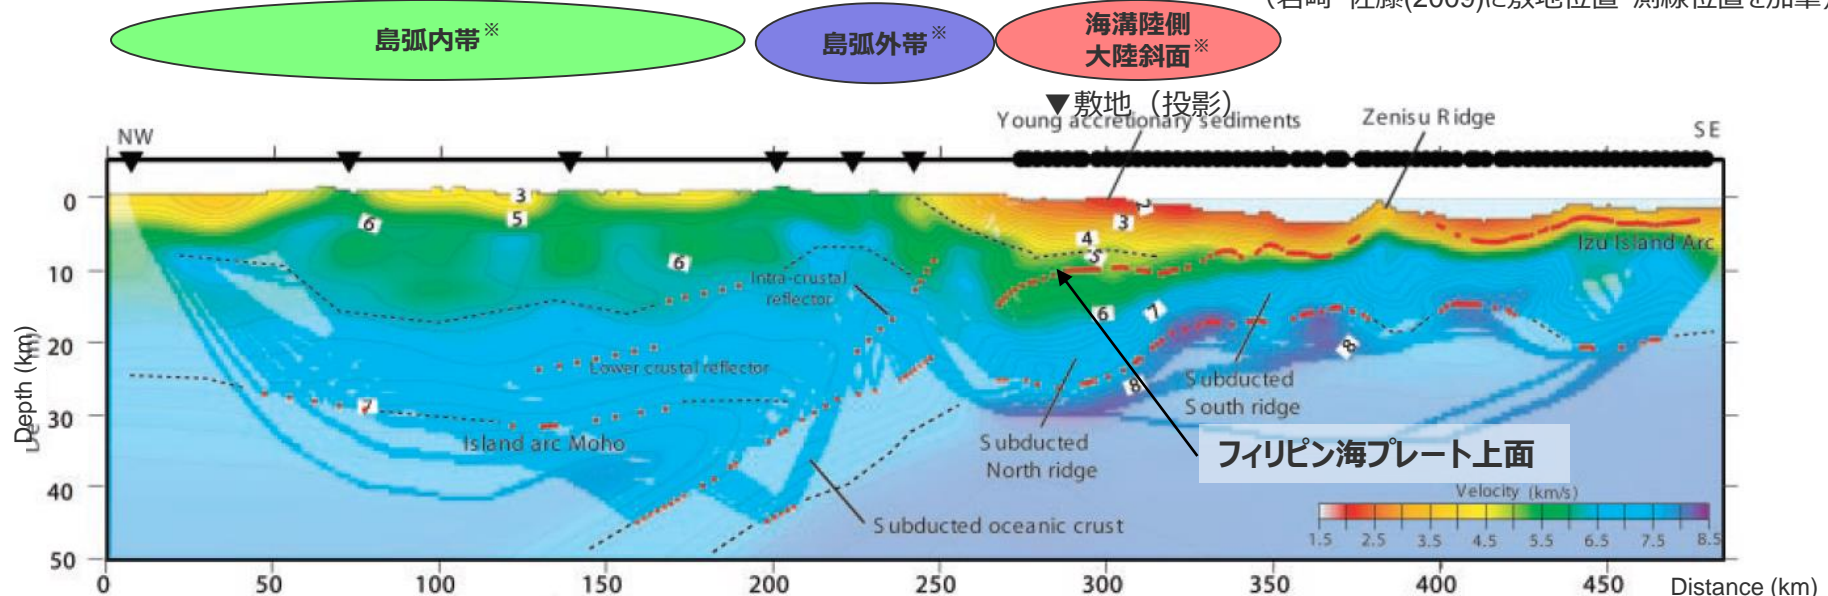 (岩崎・佐藤(2009)に敷地位置・測線位置を加筆)
島弧内帯※
島弧外帯※
海溝陸側
大陸斜面※
▼敷地（投影）
NW
Young accretionary sediments
Zenisu Ridge
SE
3
5
6
6
2
3
4
5
6
7
8
8
7
Izu Island Arc
Intra-crustal
reflector
Lower crustal reflector
Island arc Moho
Subducted
South ridge
Subducted
North ridge
フィリピン海プレート上面
Subducted oceanic crust
Velocity (km/s)
1.5 2.5 3.5 4.5 5.5 6.5 7.5 8.5
Depth (km)
0
10
20
30
40
50
0 50 100 150 200 250 300 350 400 450 Distance (km)